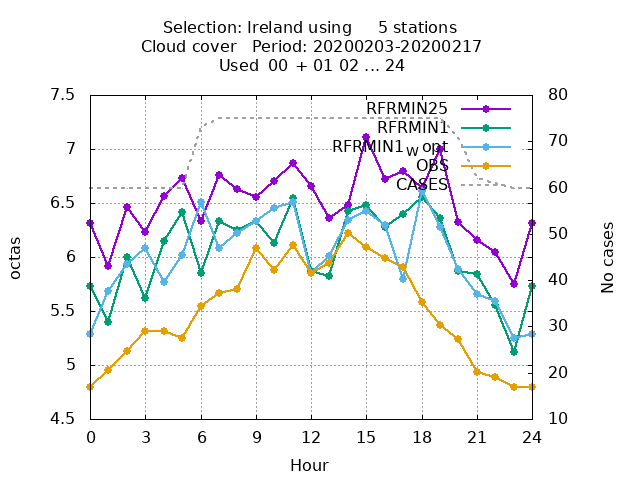 Selection: Ireland using     5 stations
Cloud cover   Period: 20200203-20200217
Used  00  + 01 02 ... 24
7.5
7
6.5
6
5.5
5
4.5
80
70
60
50
40
30
20
10
octas
No cases
RFRMIN25
RFRMIN1
RFRMIN1_W opt
OBS
CASES
0 3 6 9 12 15 18 21 24
Hour